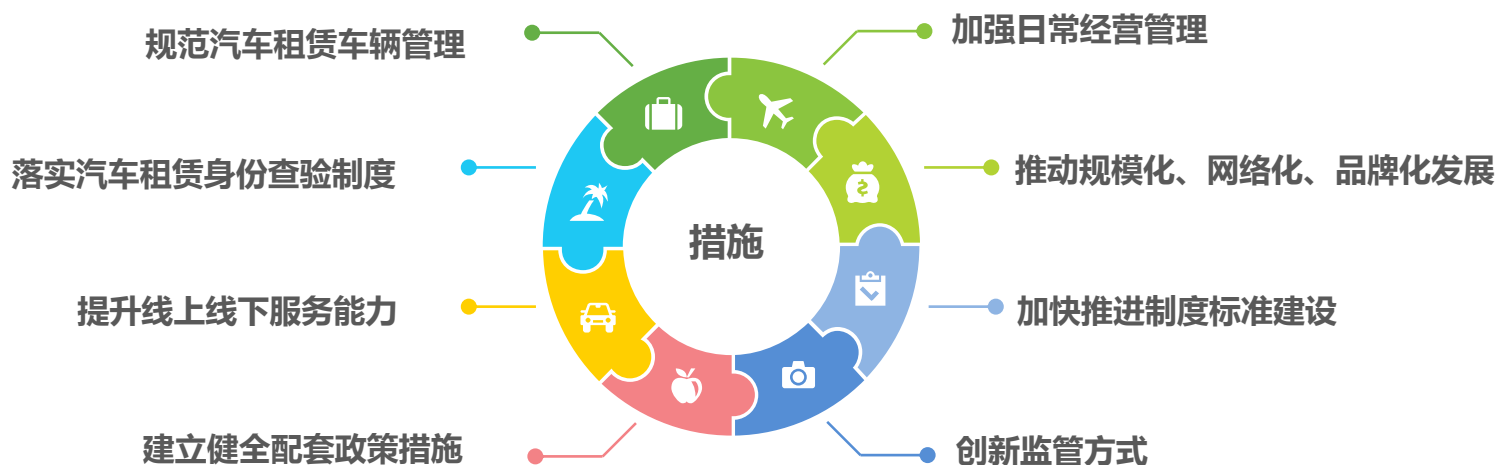 规范汽车租赁车辆管理
加强日常经营管理
落实汽车租赁身份查验制度
推动规模化、网络化、品牌化发展
措施
提升线上线下服务能力
加快推进制度标准建设
建立健全配套政策措施
创新监管方式